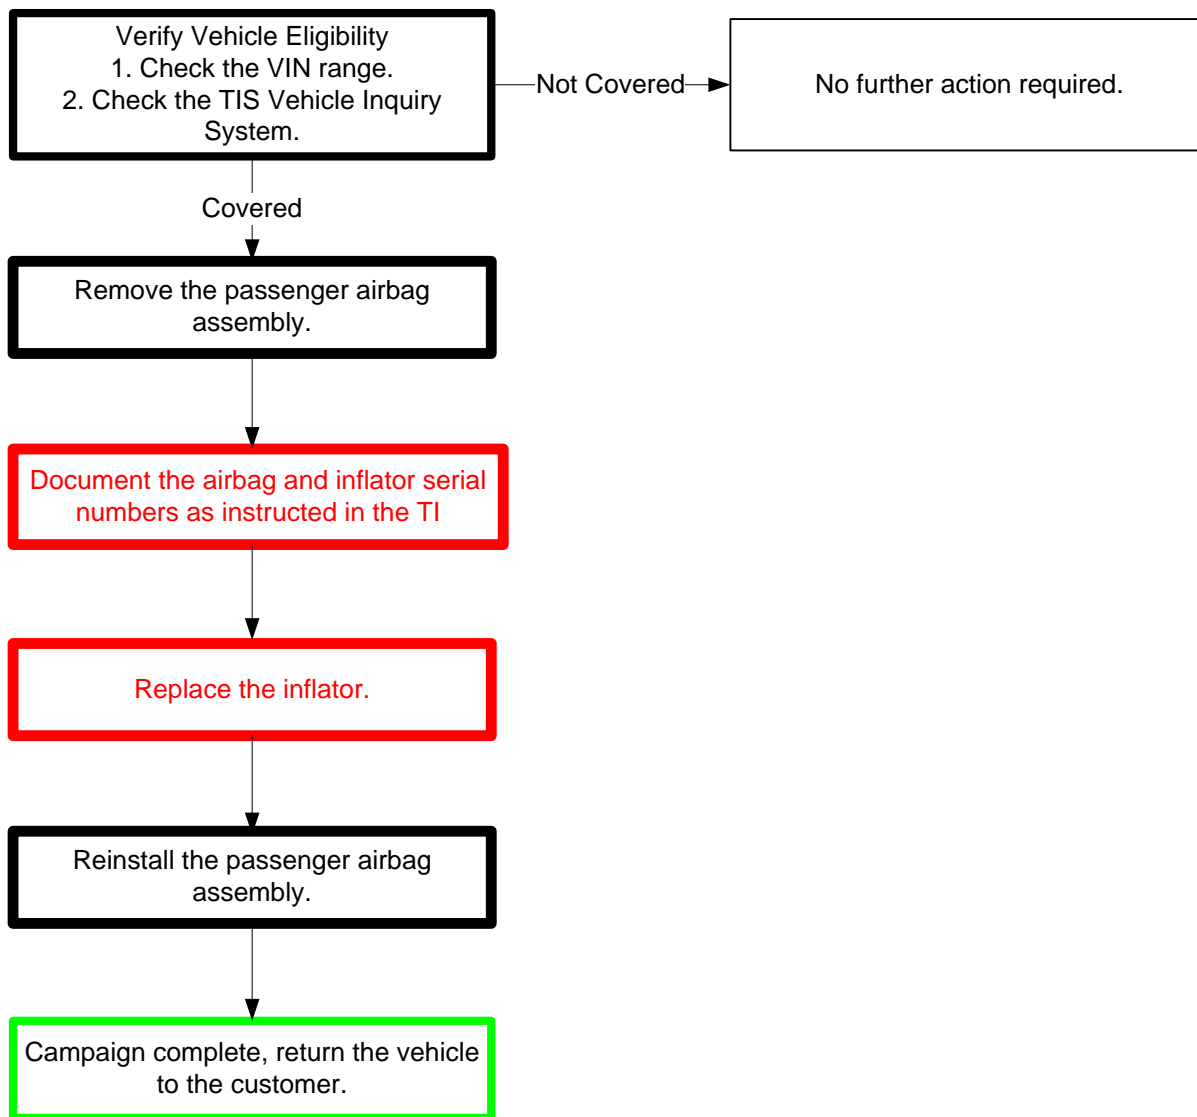 Verify Vehicle Eligibility
1. Check the VIN range.
2. Check the TIS Vehicle Inquiry
System.
Not Covered
No further action required.
Covered
Remove the passenger airbag
assembly.
Document the airbag and inflator serial
numbers as instructed in the TI
Replace the inflator.
Reinstall the passenger airbag
assembly.
Campaign complete, return the vehicle
to the customer.